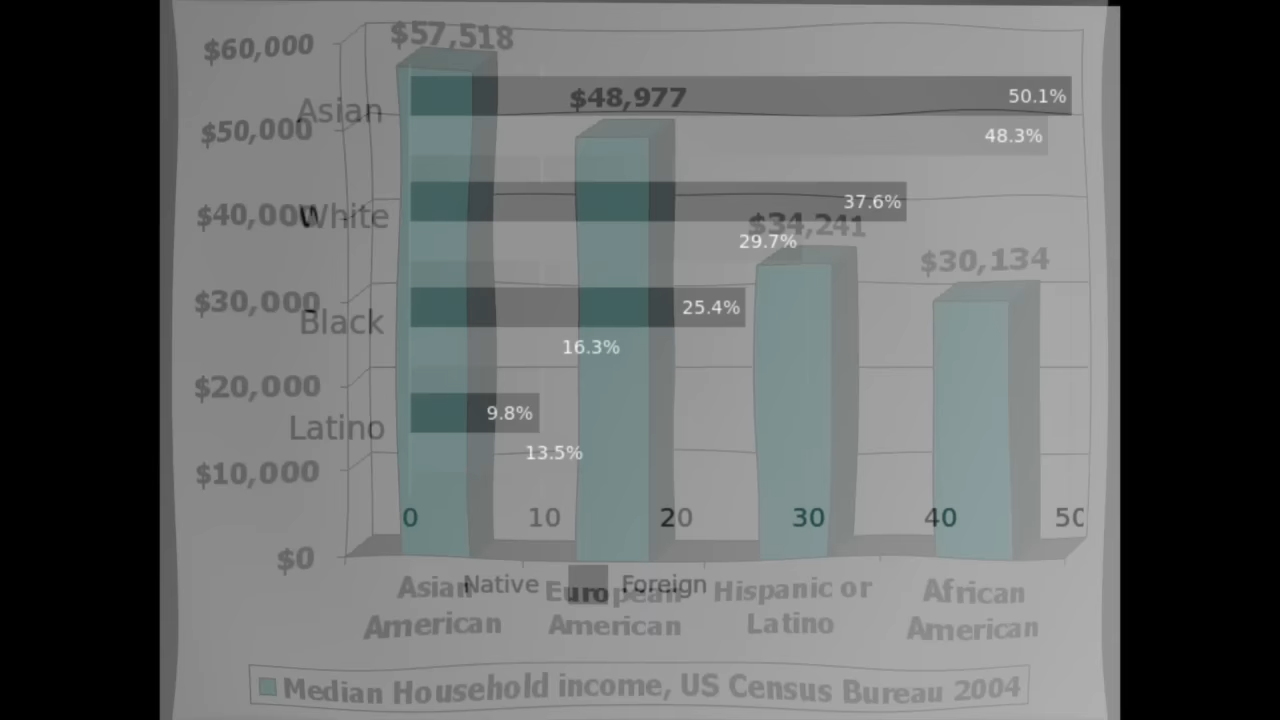 $60,000
$57,518
Asian
50.1%
$48,977
$50,000
48.3%
$40,000
White
37.6%
$34,241
29.7%
$30,134
$30,000
Black
25.4%
16.3%
$20,000
Latino
9.8%
13.5%
$10,000
0 10 20 30 40 50
$0
Native Foreign
Asian American
European American
Hispanic or Latino
African American
Median Household income, US Census Bureau 2004